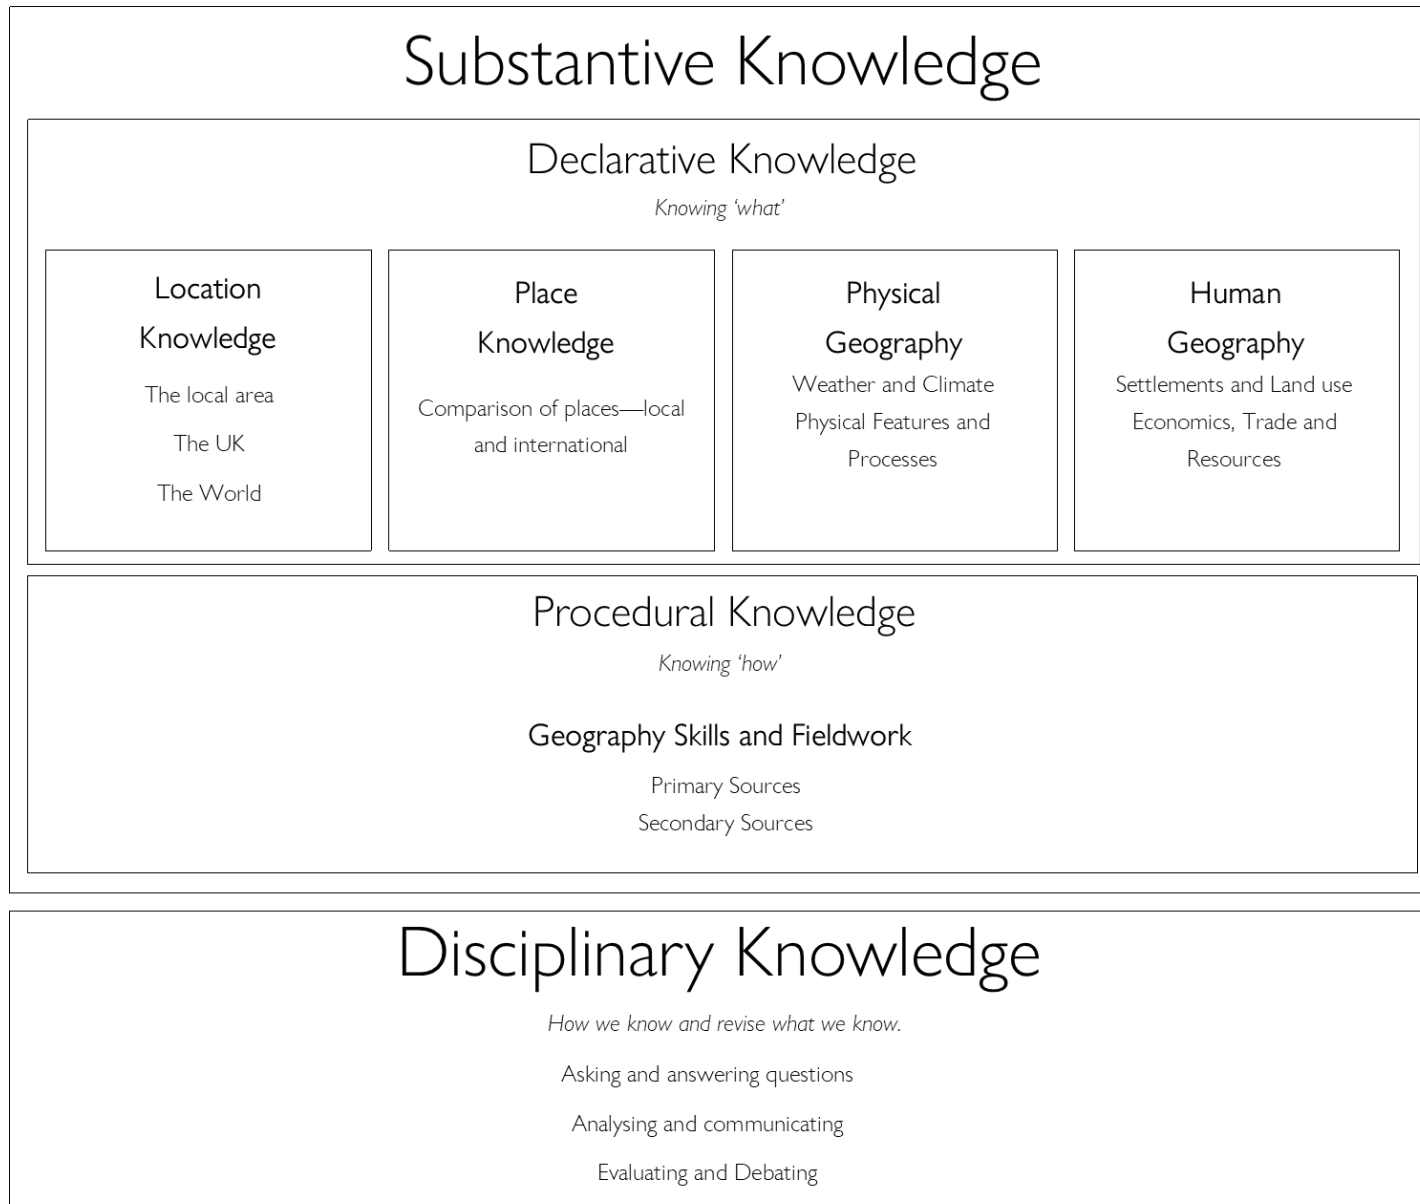 Substantive Knowledge
Declarative Knowledge
Knowing ‘what’
Location
Knowledge
The local area
The UK
The World
Place
Knowledge
Comparison of places—local
and international
Physical
Geography
Weather and Climate
Physical Features and
Processes
Human
Geography
Settlements and Land use
Economics, Trade and
Resources
Procedural Knowledge
Knowing ‘how’
Geography Skills and Fieldwork
Primary Sources
Secondary Sources
Disciplinary Knowledge
How we know and revise what we know.
Asking and answering questions
Analysing and communicating
Evaluating and Debating